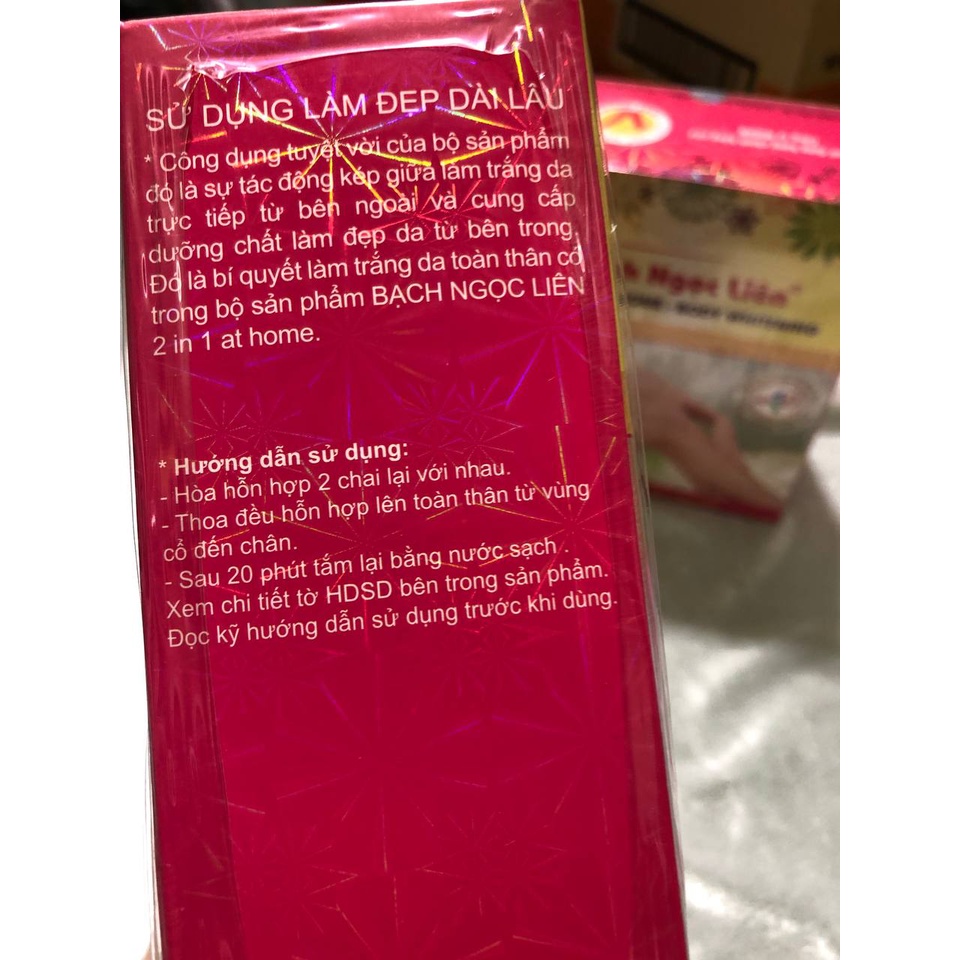 SỬ DỤNG LÀM ĐẸP DÀI LÂU
* Công dụng tuyệt vời của bộ sản phẩm
đó là sự tác động kép giữa làm trắng da
trực tiếp từ bên ngoài và cung cấp
dưỡng chất làm đẹp da từ bên trong.
Đó là bí quyết làm trắng da toàn thân có
trong bộ sản phẩm BẠCH NGỌC LIÊN
2 in 1 at home.
* Hướng dẫn sử dụng:
- Hòa hỗn hợp 2 chai lại với nhau.
- Thoa đều hỗn hợp lên toàn thân từ vùng
cổ đến chân.
- Sau 20 phút tắm lại bằng nước sạch .
Xem chi tiết tờ HDSD bên trong sản phẩm.
Đọc kỹ hướng dẫn sử dụng trước khi dùng.
Ngọc Liên
BODY WHITENING